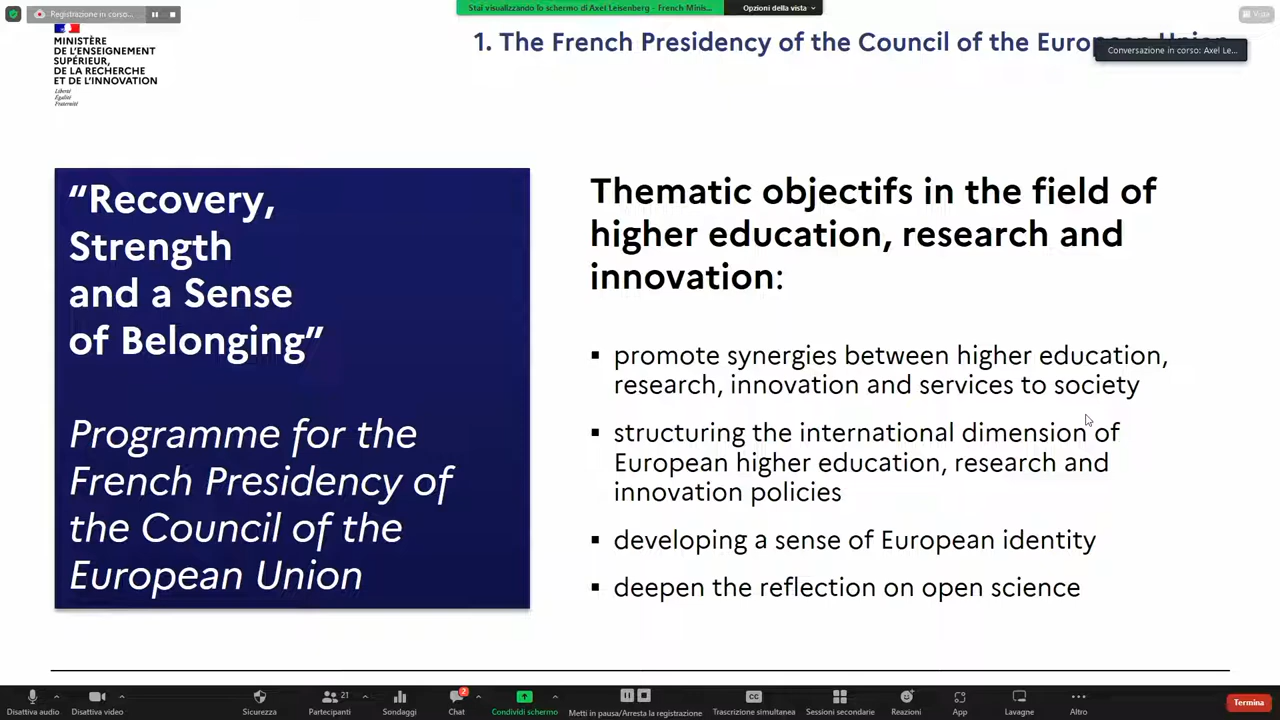 Registrazione in corso...
Stai visualizzando lo schermo di Axel Leisenberg - French Minis...
Opzioni della vista
Vista
MINISTÈRE
DE L'ENSEIGNEMENT
SUPÉRIEUR,
DE LA RECHERCHE
ET DE L'INNOVATION
Liberté
Égalité
Fraternité
1. The French Presidency of the Council of the European Union
Conversazione in corso: Axel Le...
“Recovery,
Strength
and a Sense
of Belonging”
Programme for the
French Presidency of
the Council of the
European Union
Thematic objectifs in the field of
higher education, research and
innovation:
▪ promote synergies between higher education,
research, innovation and services to society
▪ structuring the international dimension of
European higher education, research and
innovation policies
▪ developing a sense of European identity
▪ deepen the reflection on open science
21
2
CC
Disattiva audio
Disattiva video
Sicurezza
Partecipanti
Sondaggi
Chat
Condividi schermo
Metti in pausa/Arresta la registrazione
Trascrizione simultanea
Sessioni secondarie
Reazioni
App
Lavagne
Altro
Termina